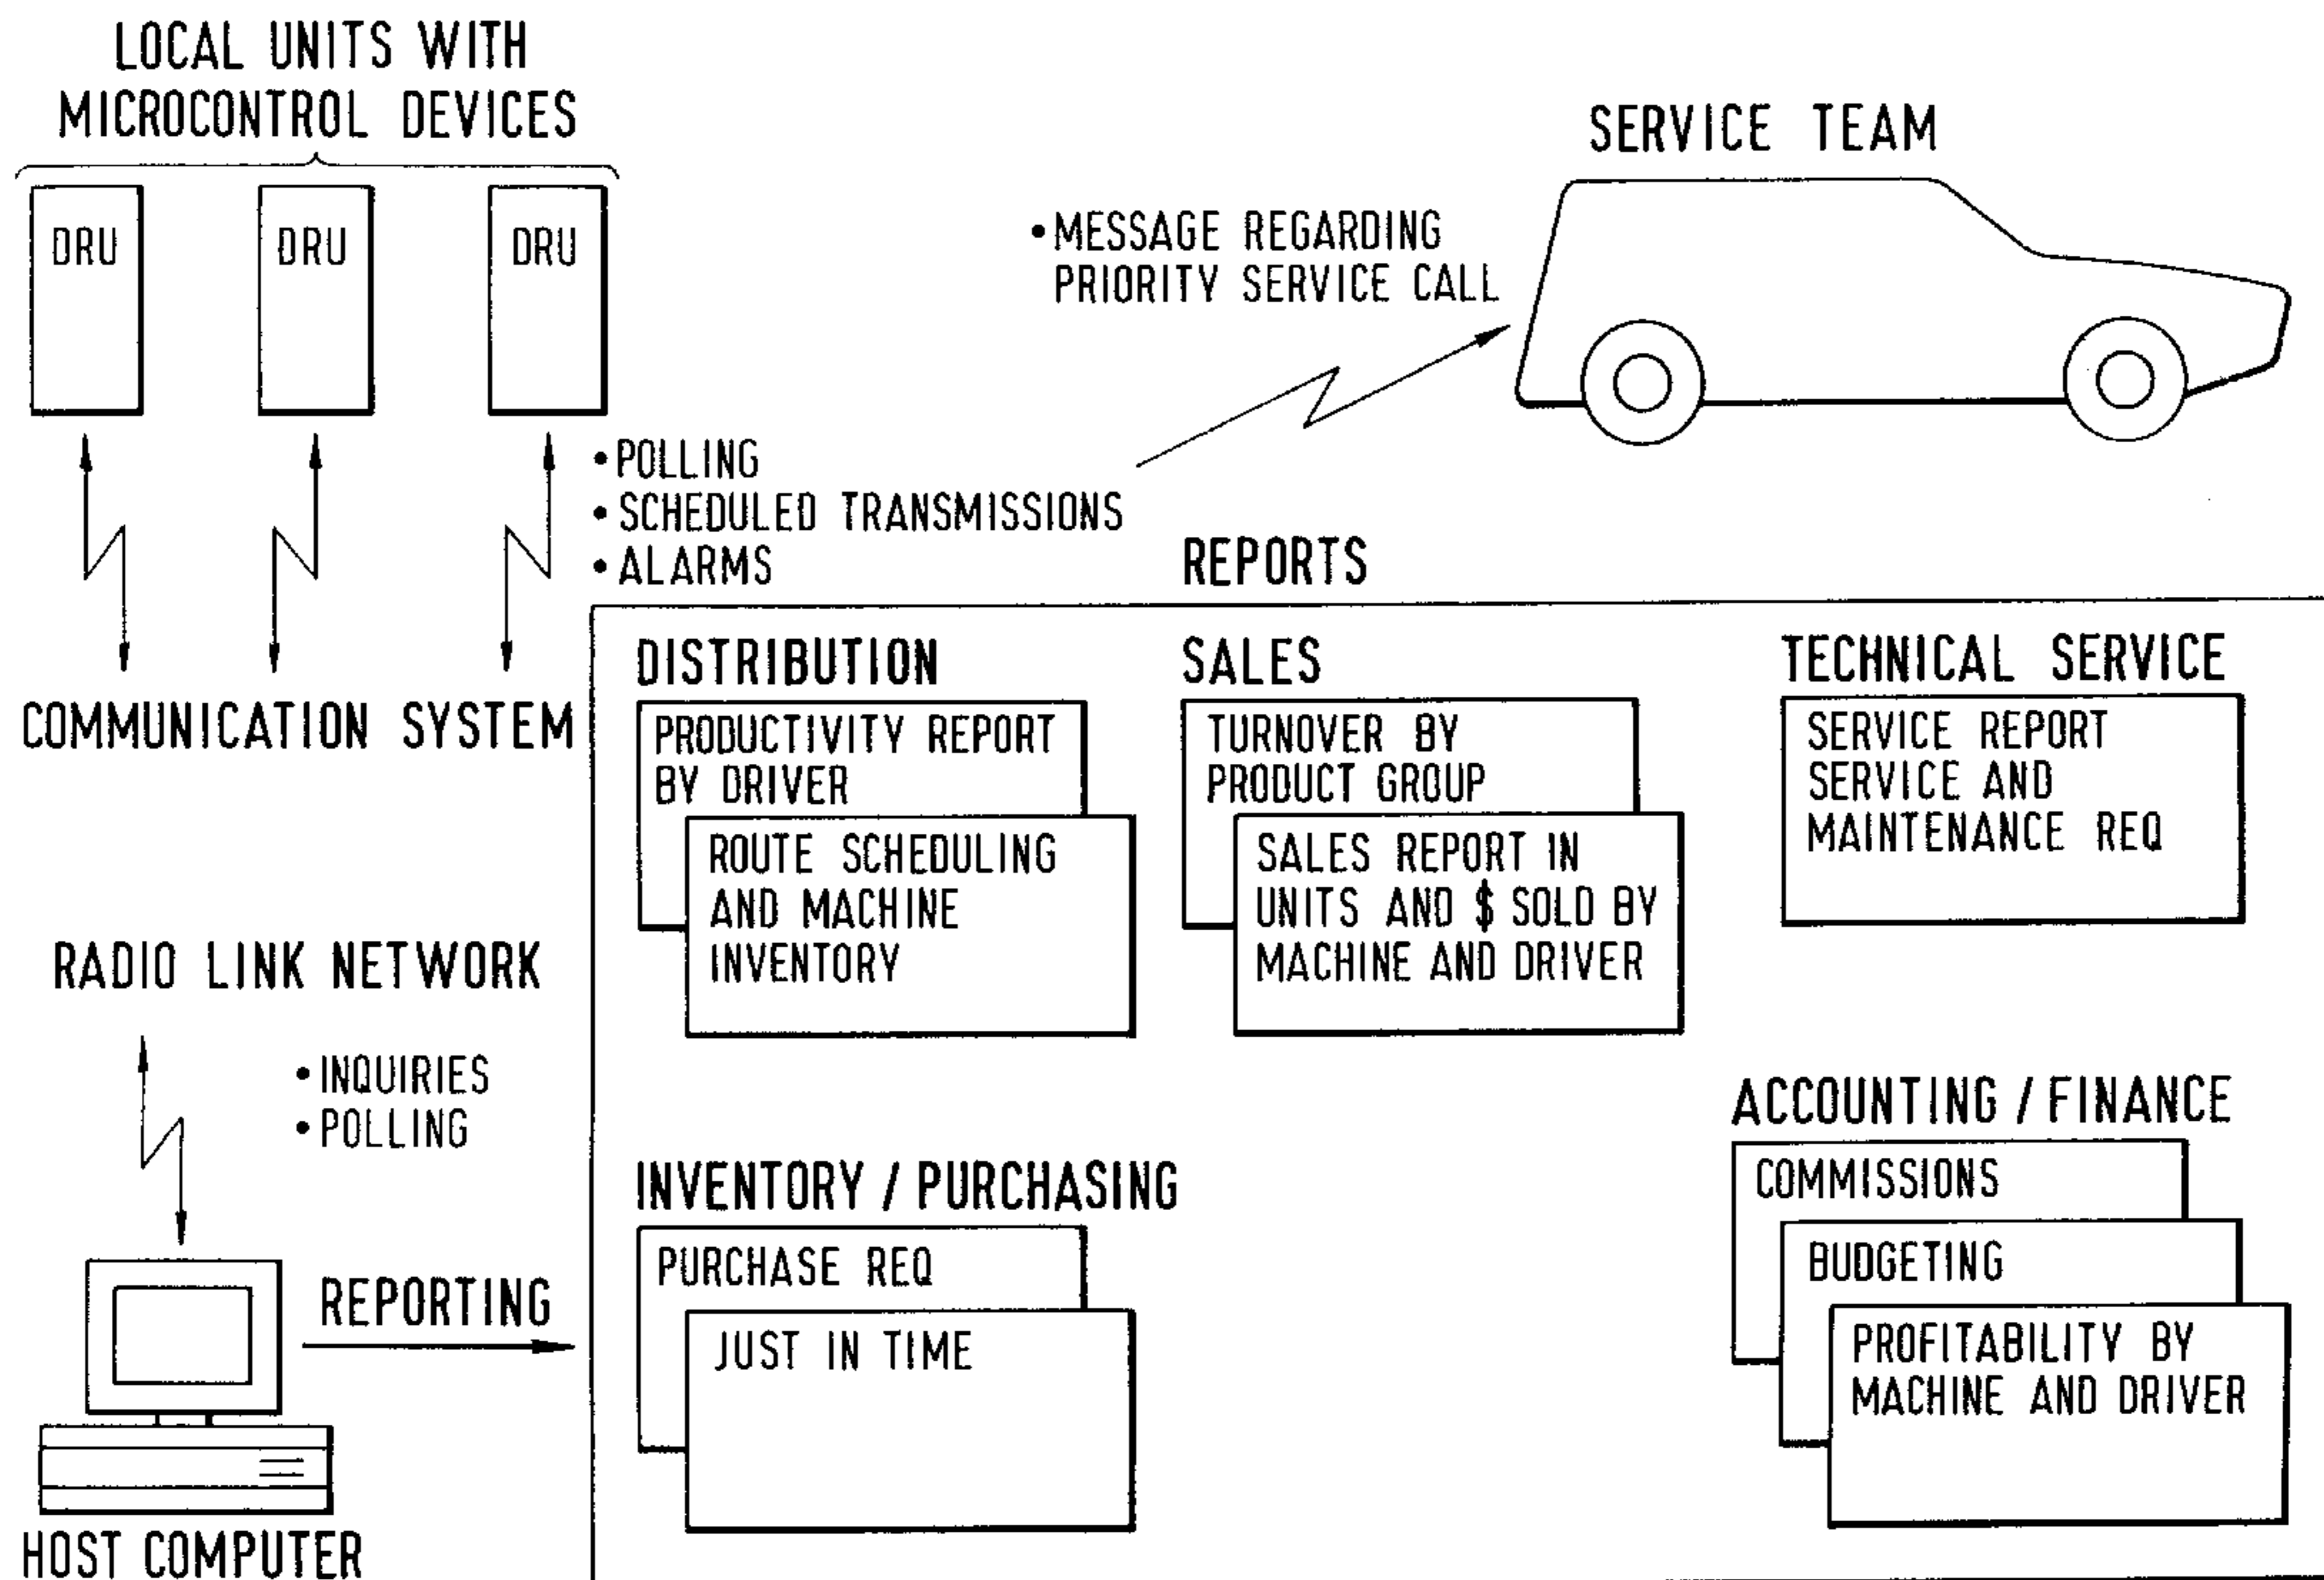 LOCAL UNITS WITH
MICROCONTROL DEVICES
DRU
DRU
DRU
SERVICE TEAM
• MESSAGE REGARDING
PRIORITY SERVICE CALL
• POLLING
• SCHEDULED TRANSMISSIONS
• ALARMS
COMMUNICATION SYSTEM
RADIO LINK NETWORK
• INQUIRIES
• POLLING
HOST COMPUTER
REPORTING
REPORTS
DISTRIBUTION
PRODUCTIVITY REPORT
BY DRIVER
ROUTE SCHEDULING
AND MACHINE
INVENTORY
SALES
TURNOVER BY
PRODUCT GROUP
SALES REPORT IN
UNITS AND $ SOLD BY
MACHINE AND DRIVER
TECHNICAL SERVICE
SERVICE REPORT
SERVICE AND
MAINTENANCE REQ
INVENTORY / PURCHASING
PURCHASE REQ
JUST IN TIME
ACCOUNTING / FINANCE
COMMISSIONS
BUDGETING
PROFITABILITY BY
MACHINE AND DRIVER